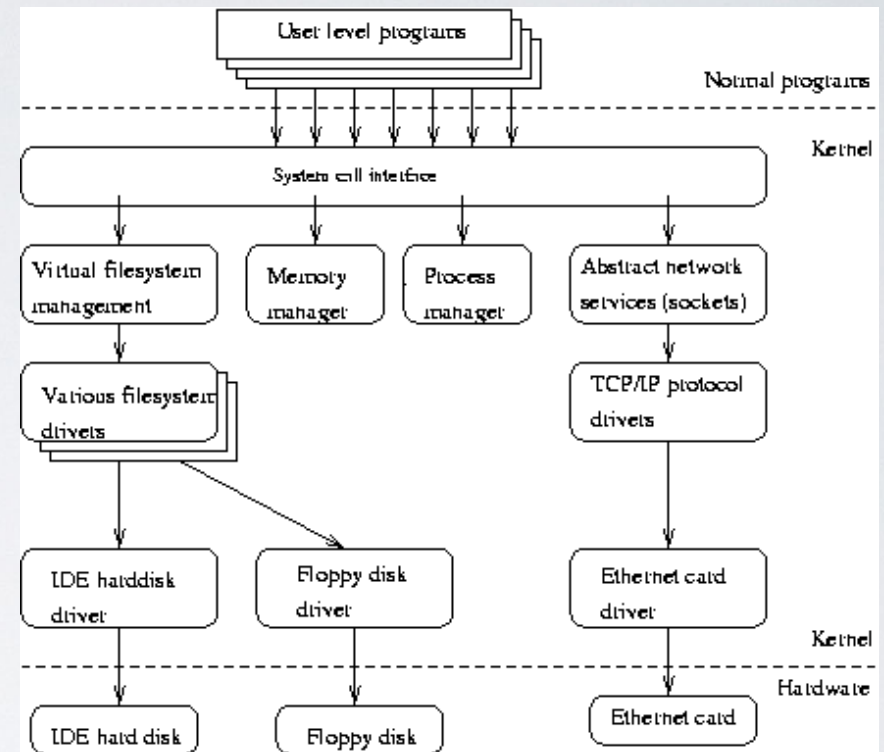 User level programs
Normal programs
Kernel
System call interface
Virtual filesystem
management
Memory
manager
Process
manager
Abstract network
services (sockets)
Various filesystem
drivers
TCP/IP protocol
drivers
IDE harddisk
driver
Floppy disk
driver
Ethernet card
driver
Kernel
Hardware
IDE hard disk
Floppy disk
Ethernet card